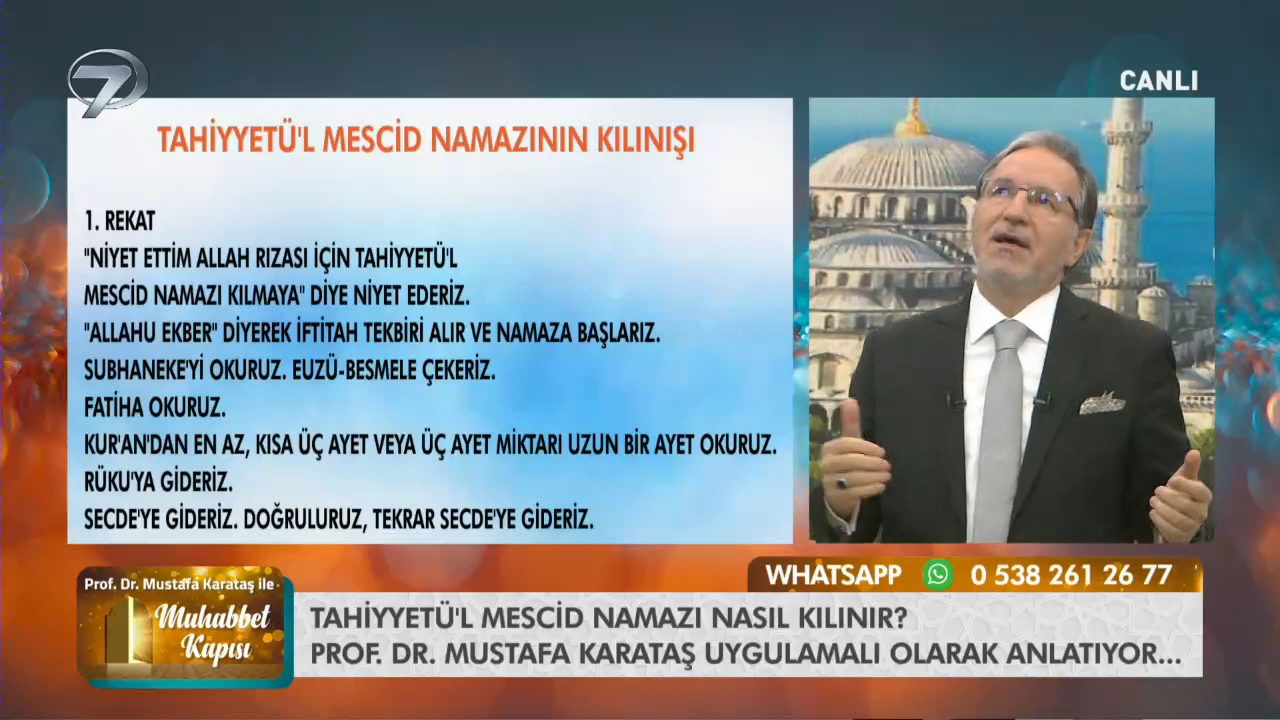 7
CANLI
TAHİYYETÜ'L MESCİD NAMAZININ KILINIŞI
1. REKAT
"NİYET ETTİM ALLAH RIZASI İÇİN TAHİYYETÜ'L
MESCİD NAMAZI KILMAYA" DİYE NİYET EDERİZ.
"ALLAHU EKBER" DİYEREK İFTİTAH TEKBİRİ ALIR VE NAMAZA BAŞLARIZ.
SUBHANEKE'Yİ OKURUZ. EUZÜ-BESMELE ÇEKERİZ.
FATİHA OKURUZ.
KUR'AN'DAN EN AZ, KISA ÜÇ AYET VEYA ÜÇ AYET MİKTARI UZUN BİR AYET OKURUZ.
RÜKU'YA GİDERİZ.
SECDE'YE GİDERİZ. DOĞRULURUZ, TEKRAR SECDE'YE GİDERİZ.
WHATSAPP 0 538 261 26 77
Prof. Dr. Mustafa Karataş ile
Muhabbet
Kapısı
TAHİYYETÜ'L MESCİD NAMAZI NASIL KILINIR?
PROF. DR. MUSTAFA KARATAŞ UYGULAMALI OLARAK ANLATIYOR...